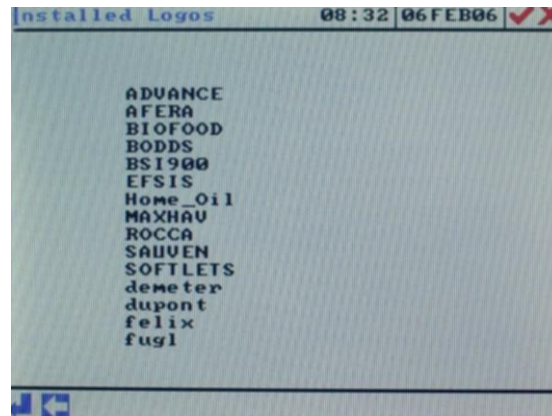 Installed Logos 08:32 06FEB06
ADVANCE
AFERA
BIOFOOD
BODDS
BSI900
EFSIS
Home_Oil
MAXHAV
ROCCA
SAUVEN
SOFTLETS
demeter
dupont
felix
fugl